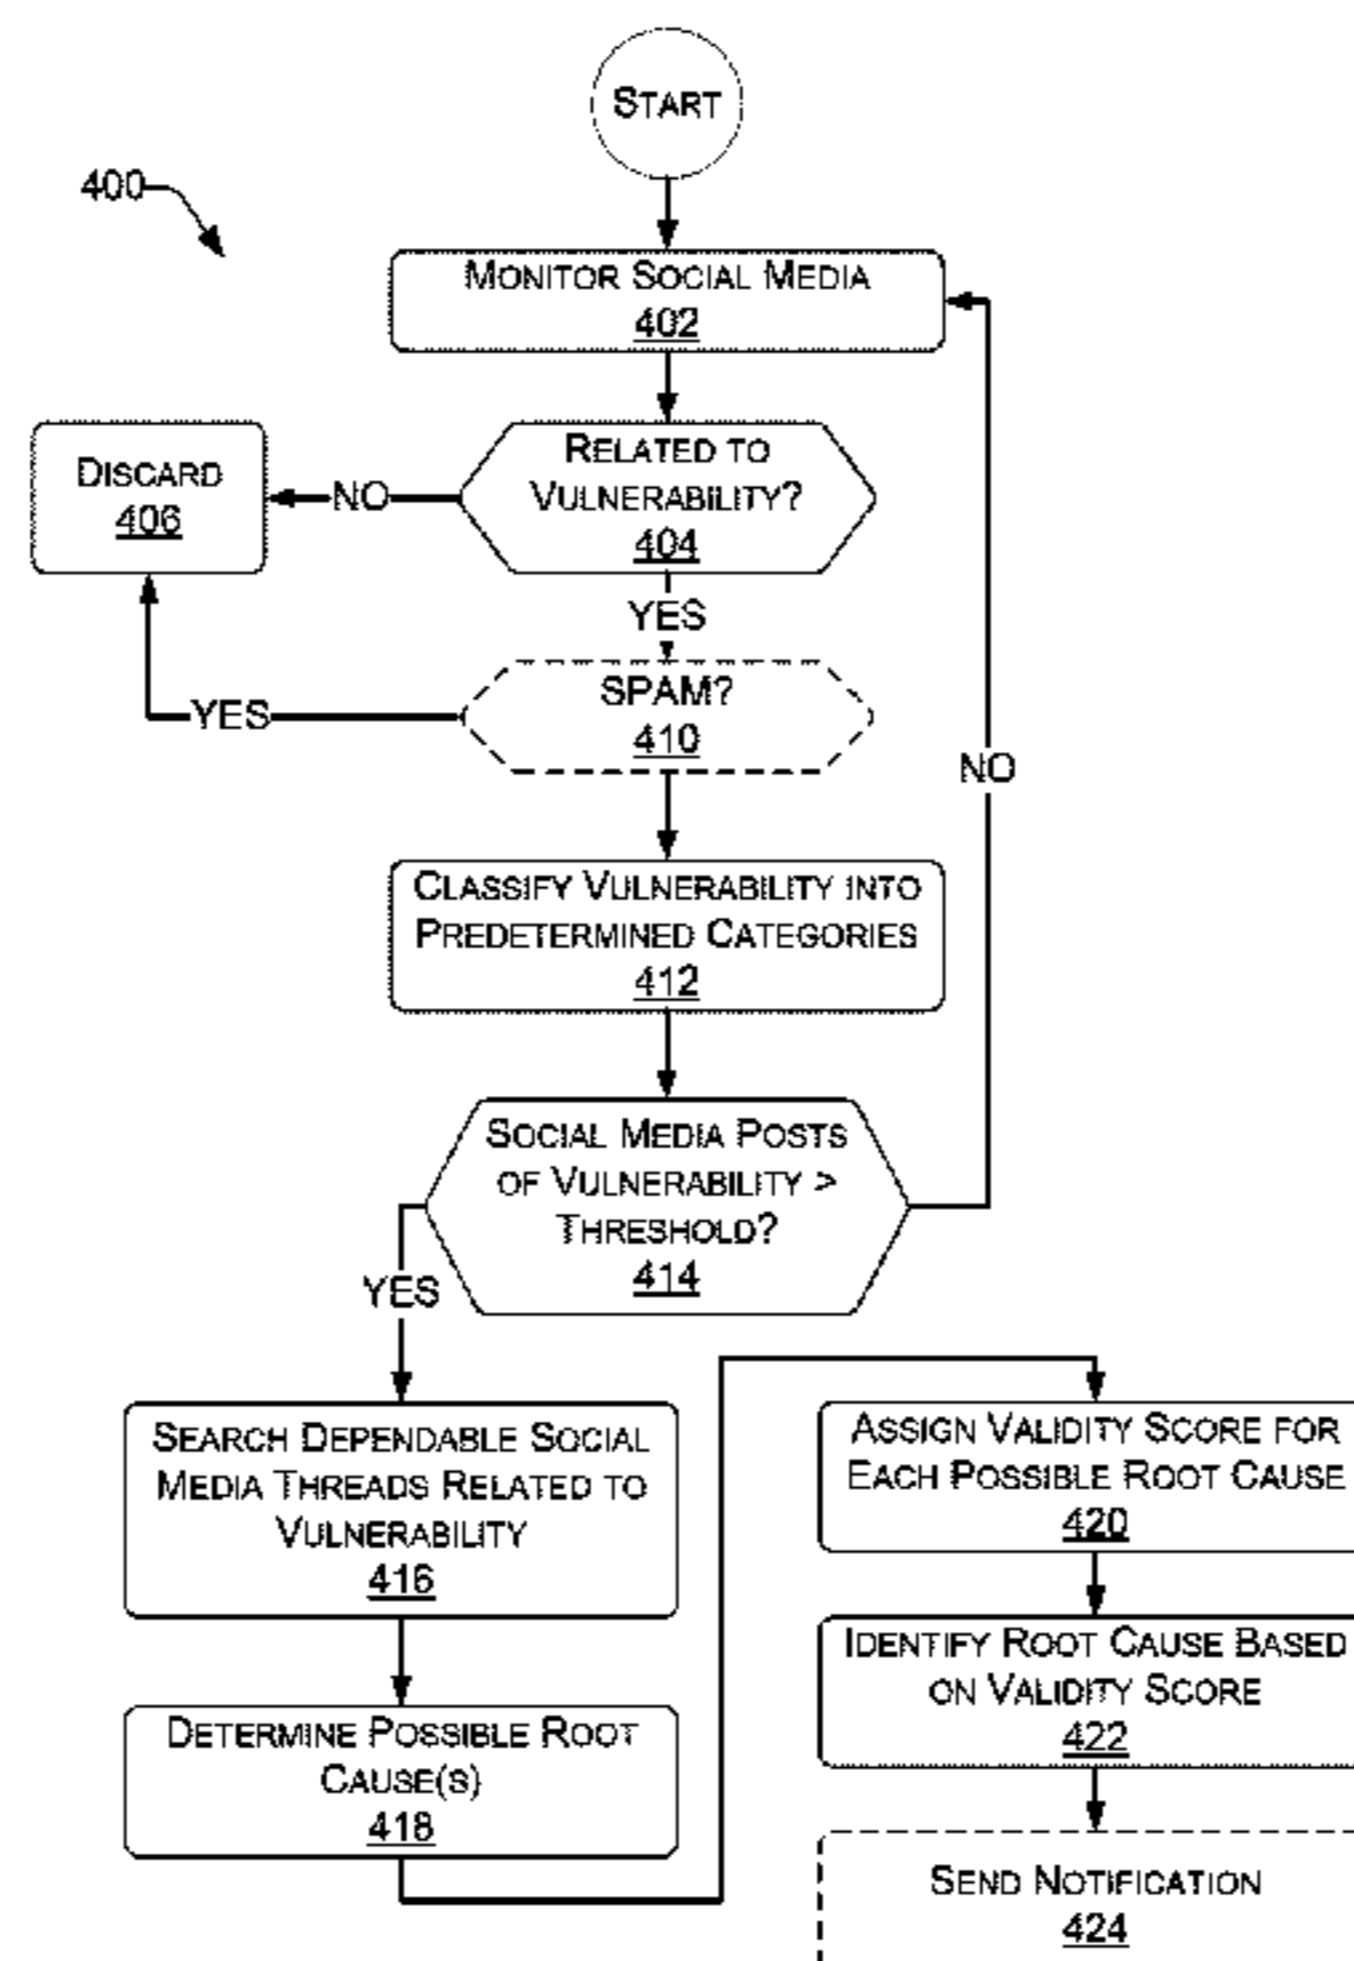 START
400
MONITOR SOCIAL MEDIA
402
RELATED TO
VULNERABILITY?
404
NO
DISCARD
406
YES
SPAM?
410
YES
NO
CLASSIFY VULNERABILITY INTO
PREDETERMINED CATEGORIES
412
SOCIAL MEDIA POSTS
OF VULNERABILITY >
THRESHOLD?
414
YES
SEARCH DEPENDABLE SOCIAL
MEDIA THREADS RELATED TO
VULNERABILITY
416
DETERMINE POSSIBLE ROOT
CAUSE(S)
418
ASSIGN VALIDITY SCORE FOR
EACH POSSIBLE ROOT CAUSE
420
IDENTIFY ROOT CAUSE BASED
ON VALIDITY SCORE
422
SEND NOTIFICATION
424